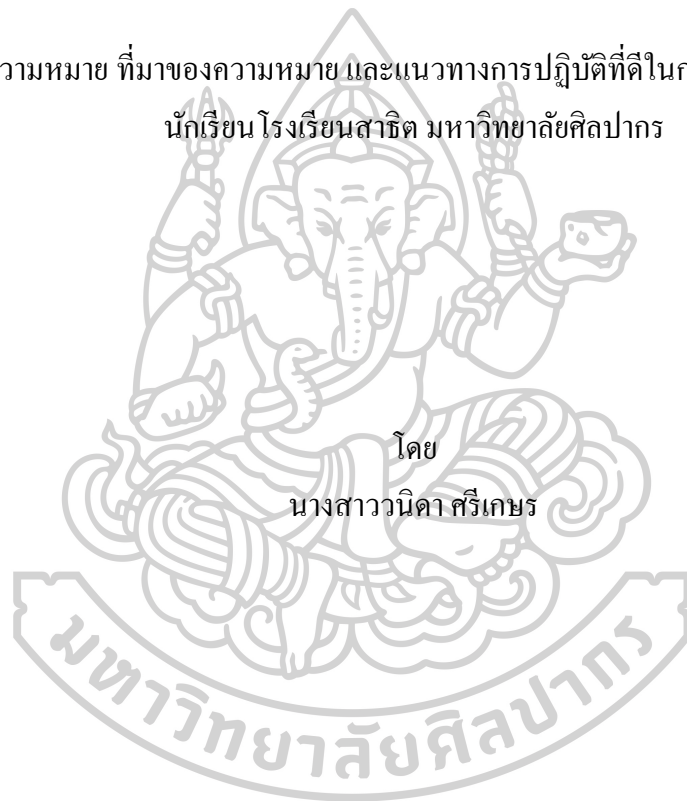 วามหมาย ที่มาของความหมาย และแนวทางการปฏิบัติที่ดีในก
นักเรียนโรงเรียนสาธิต มหาวิทยาลัยศิลปากร
โดย
นางสาววนิดา ศรีเกษร
มหาวิทยาลัยศิลปากร